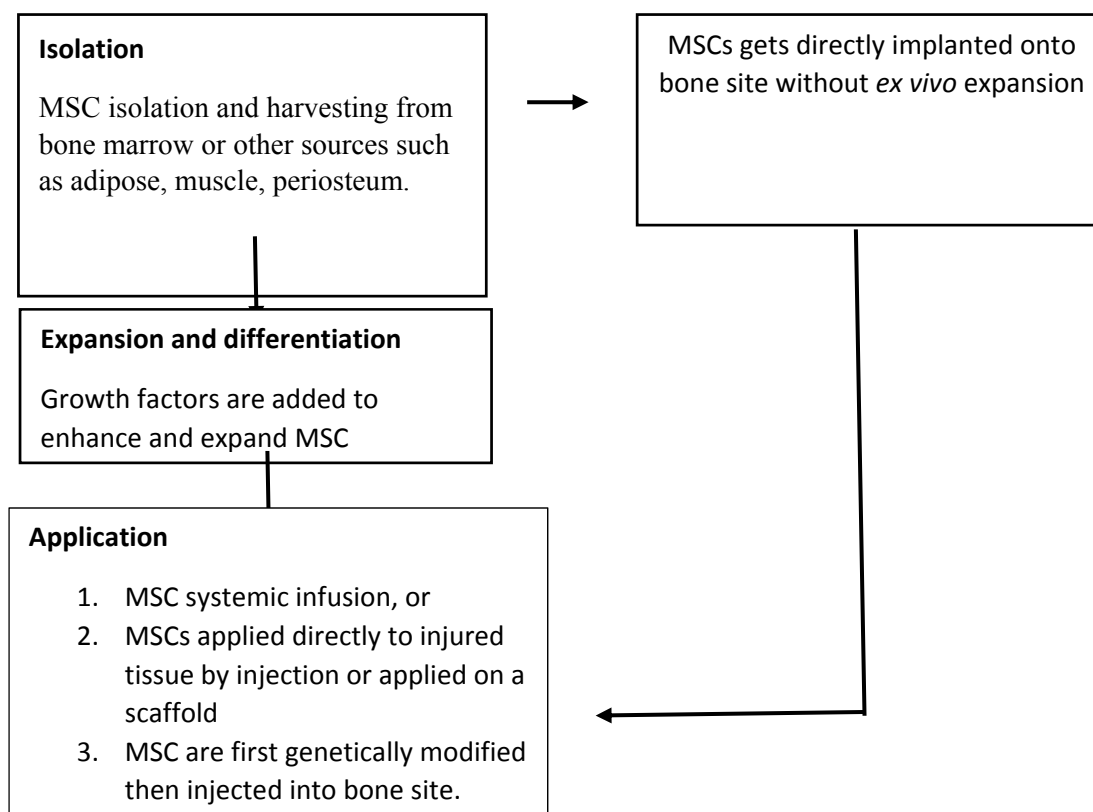 Isolation
MSC isolation and harvesting from
bone marrow or other sources such
as adipose, muscle, periosteum.
MSCs gets directly implanted onto
bone site without ex vivo expansion
Expansion and differentiation
Growth factors are added to
enhance and expand MSC
Application
1. MSC systemic infusion, or
2. MSCs applied directly to injured
tissue by injection or applied on a
scaffold
3. MSC are first genetically modified
then injected into bone site.